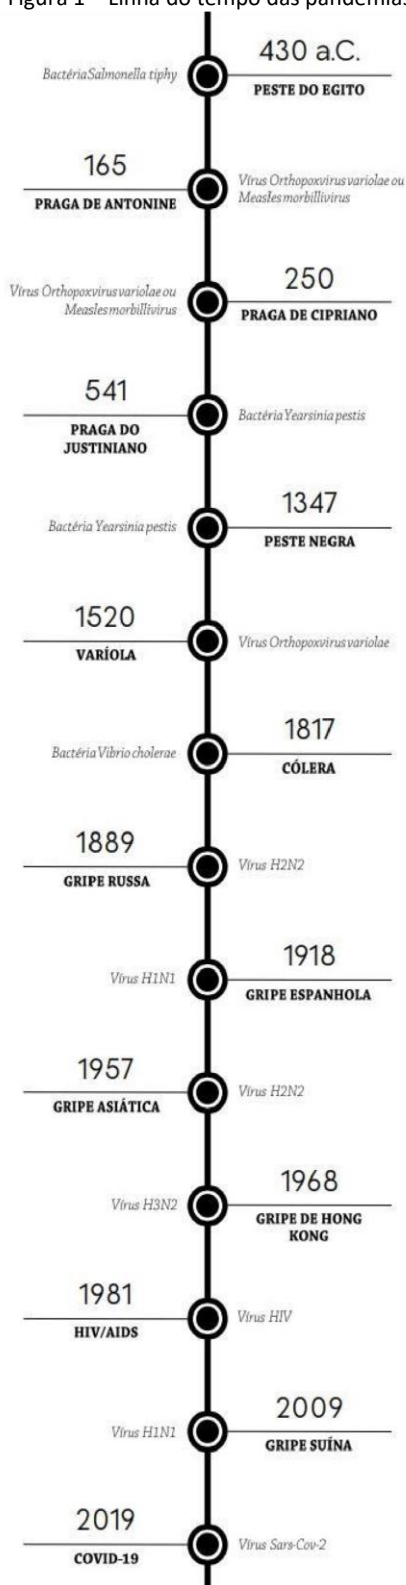 Figura 1 – Linha do tempo das pandemias
430 a.C.
Bactéria Salmonella tiphy
PESTE DO EGITO
165
PRAGA DE ANTONINE
Vírus Orthopoxvirus variolae ou
Measles morbillivirus
250
Vírus Orthopoxvirus variolae ou
Measles morbillivirus
PRAGA DE CIPRIANO
541
PRAGA DO
JUSTINIANO
Bactéria Yearsinia pestis
1347
Bactéria Yearsinia pestis
PESTE NEGRA
1520
VARÍOLA
Vírus Orthopoxvirus variolae
1817
Bactéria Vibrio cholerae
CÓLERA
1889
GRIPE RUSSA
Vírus H2N2
1918
Vírus H1N1
GRIPE ESPANHOLA
1957
GRIPE ASIÁTICA
Vírus H2N2
1968
Vírus H3N2
GRIPE DE HONG
KONG
1981
HIV/AIDS
Vírus HIV
2009
Vírus H1N1
GRIPE SUÍNA
2019
COVID-19
Vírus Sars-Cov-2